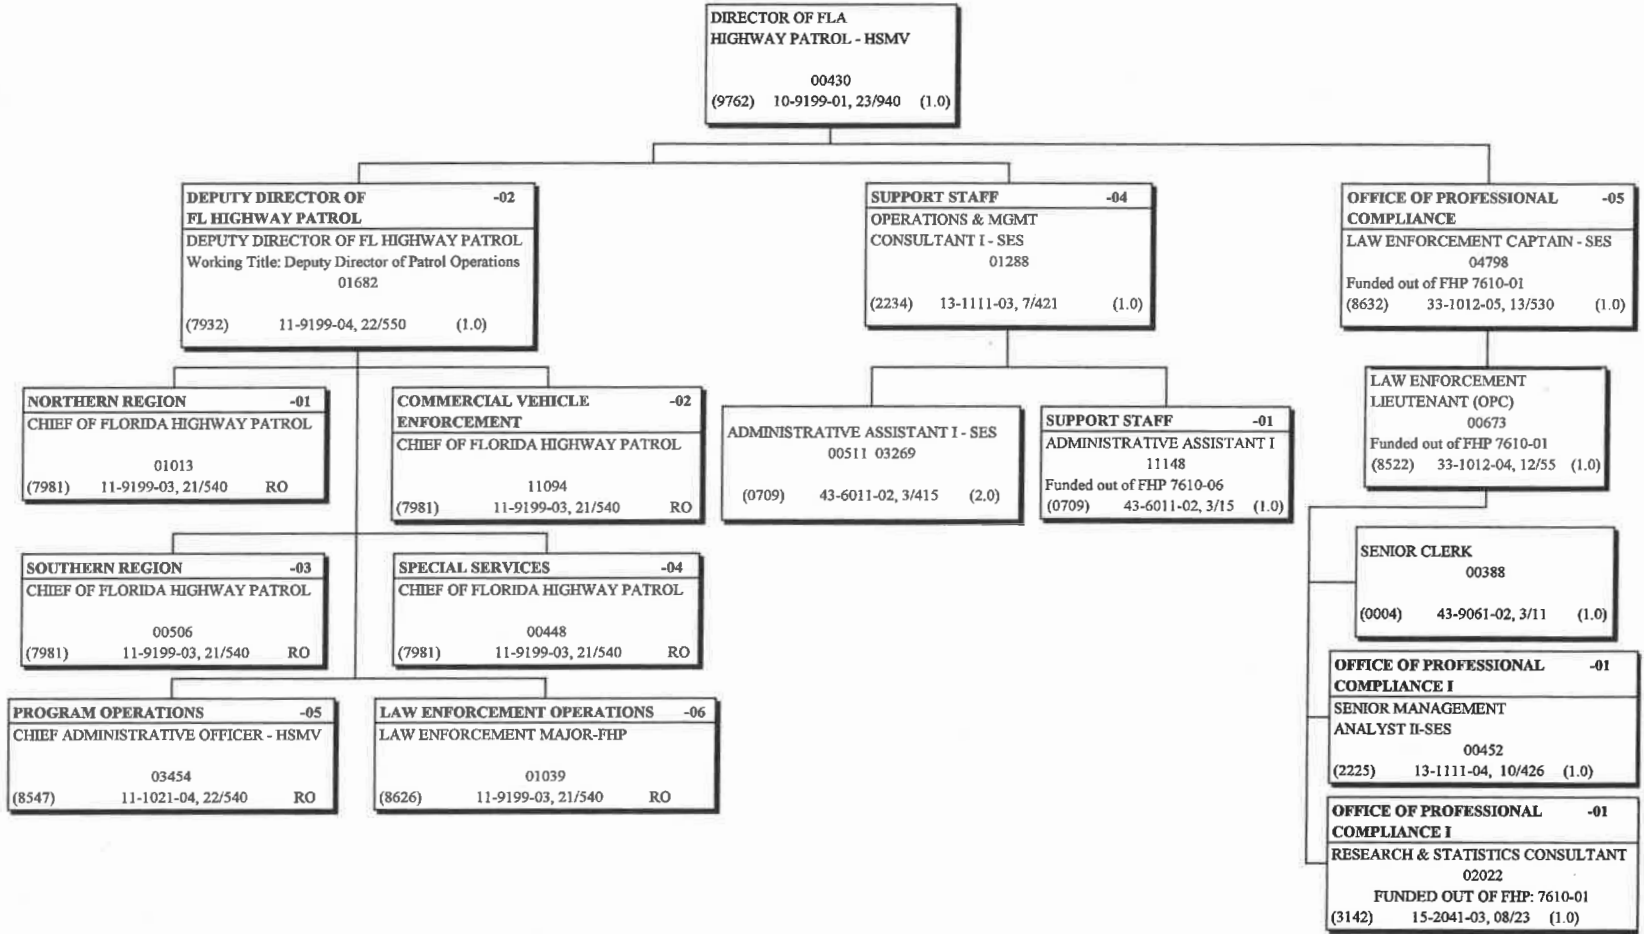 DIRECTOR OF FLA
HIGHWAY PATROL - HSMV
00430
(9762) 10-9199-01, 23/940 (1.0)
DEPUTY DIRECTOR OF -02
FL HIGHWAY PATROL
DEPUTY DIRECTOR OF FL HIGHWAY PATROL
Working Title: Deputy Director of Patrol Operations
01682
(7932) 11-9199-04, 22/550 (1.0)
SUPPORT STAFF -04
OPERATIONS & MGMT
CONSULTANT I - SES
01288
(2234) 13-1111-03, 7/421 (1.0)
OFFICE OF PROFESSIONAL -05
COMPLIANCE
LAW ENFORCEMENT CAPTAIN - SES
04798
Funded out of FHP 7610-01
(8632) 33-1012-05, 13/530 (1.0)
NORTHERN REGION -01
CHIEF OF FLORIDA HIGHWAY PATROL
01013
(7981) 11-9199-03, 21/540 RO
COMMERCIAL VEHICLE -02
ENFORCEMENT
CHIEF OF FLORIDA HIGHWAY PATROL
11094
(7981) 11-9199-03, 21/540 RO
ADMINISTRATIVE ASSISTANT I - SES
00511 03269
(0709) 43-6011-02, 3/415 (2.0)
SUPPORT STAFF -01
ADMINISTRATIVE ASSISTANT I
11148
Funded out of FHP 7610-06
(0709) 43-6011-02, 3/15 (1.0)
LAW ENFORCEMENT
LIEUTENANT (OPC)
00673
Funded out of FHP 7610-01
(8522) 33-1012-04, 12/55 (1.0)
SOUTHERN REGION -03
CHIEF OF FLORIDA HIGHWAY PATROL
00506
(7981) 11-9199-03, 21/540 RO
SPECIAL SERVICES -04
CHIEF OF FLORIDA HIGHWAY PATROL
00448
(7981) 11-9199-03, 21/540 RO
SENIOR CLERK
00388
(0004) 43-9061-02, 3/11 (1.0)
PROGRAM OPERATIONS -05
CHIEF ADMINISTRATIVE OFFICER - HSMV
03454
(8547) 11-1021-04, 22/540 RO
LAW ENFORCEMENT OPERATIONS -06
LAW ENFORCEMENT MAJOR-FHP
01039
(8626) 11-9199-03, 21/540 RO
OFFICE OF PROFESSIONAL -01
COMPLIANCE I
SENIOR MANAGEMENT
ANALYST II-SES
00452
(2225) 13-1111-04, 10/426 (1.0)
OFFICE OF PROFESSIONAL -01
COMPLIANCE I
RESEARCH & STATISTICS CONSULTANT
02022
FUNDED OUT OF FHP: 7610-01
(3142) 15-2041-03, 08/23 (1.0)